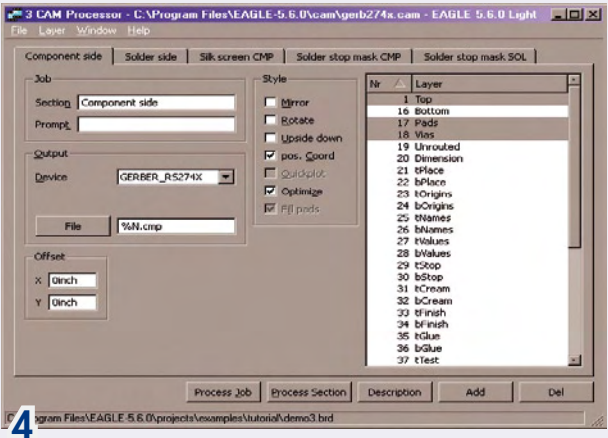 3 CAM Processor - C:\Program Files\EAGLE-5.6.0\cam\gerb274x.cam - EAGLE 5.6.0 Light
File Layer Window Help
Component side Solder side Silk screen CMP Solder stop mask CMP Solder stop mask SOL
Job
Section Component side
Prompt
Output
Device GERBER_RS274X
File %N.cmp
Offset
X 0inch
Y 0inch
Style
Mirror
Rotate
Upside down
pos. Coord
Quickplot
Optimize
Fill pads
Nr Layer
1 Top
16 Bottom
17 Pads
18 Vias
19 Unrouted
20 Dimension
21 tPlace
22 bPlace
23 tOrigins
24 bOrigins
25 tNames
26 bNames
27 tValues
28 bValues
29 tStop
30 bStop
31 tCream
32 bCream
33 tFinish
34 bFinish
35 tGlue
36 bGlue
37 tTest
Process Job Process Section Description Add Del
Files\EAGLE-5.6.0\projects\examples\tutorial\demo3.brd
4